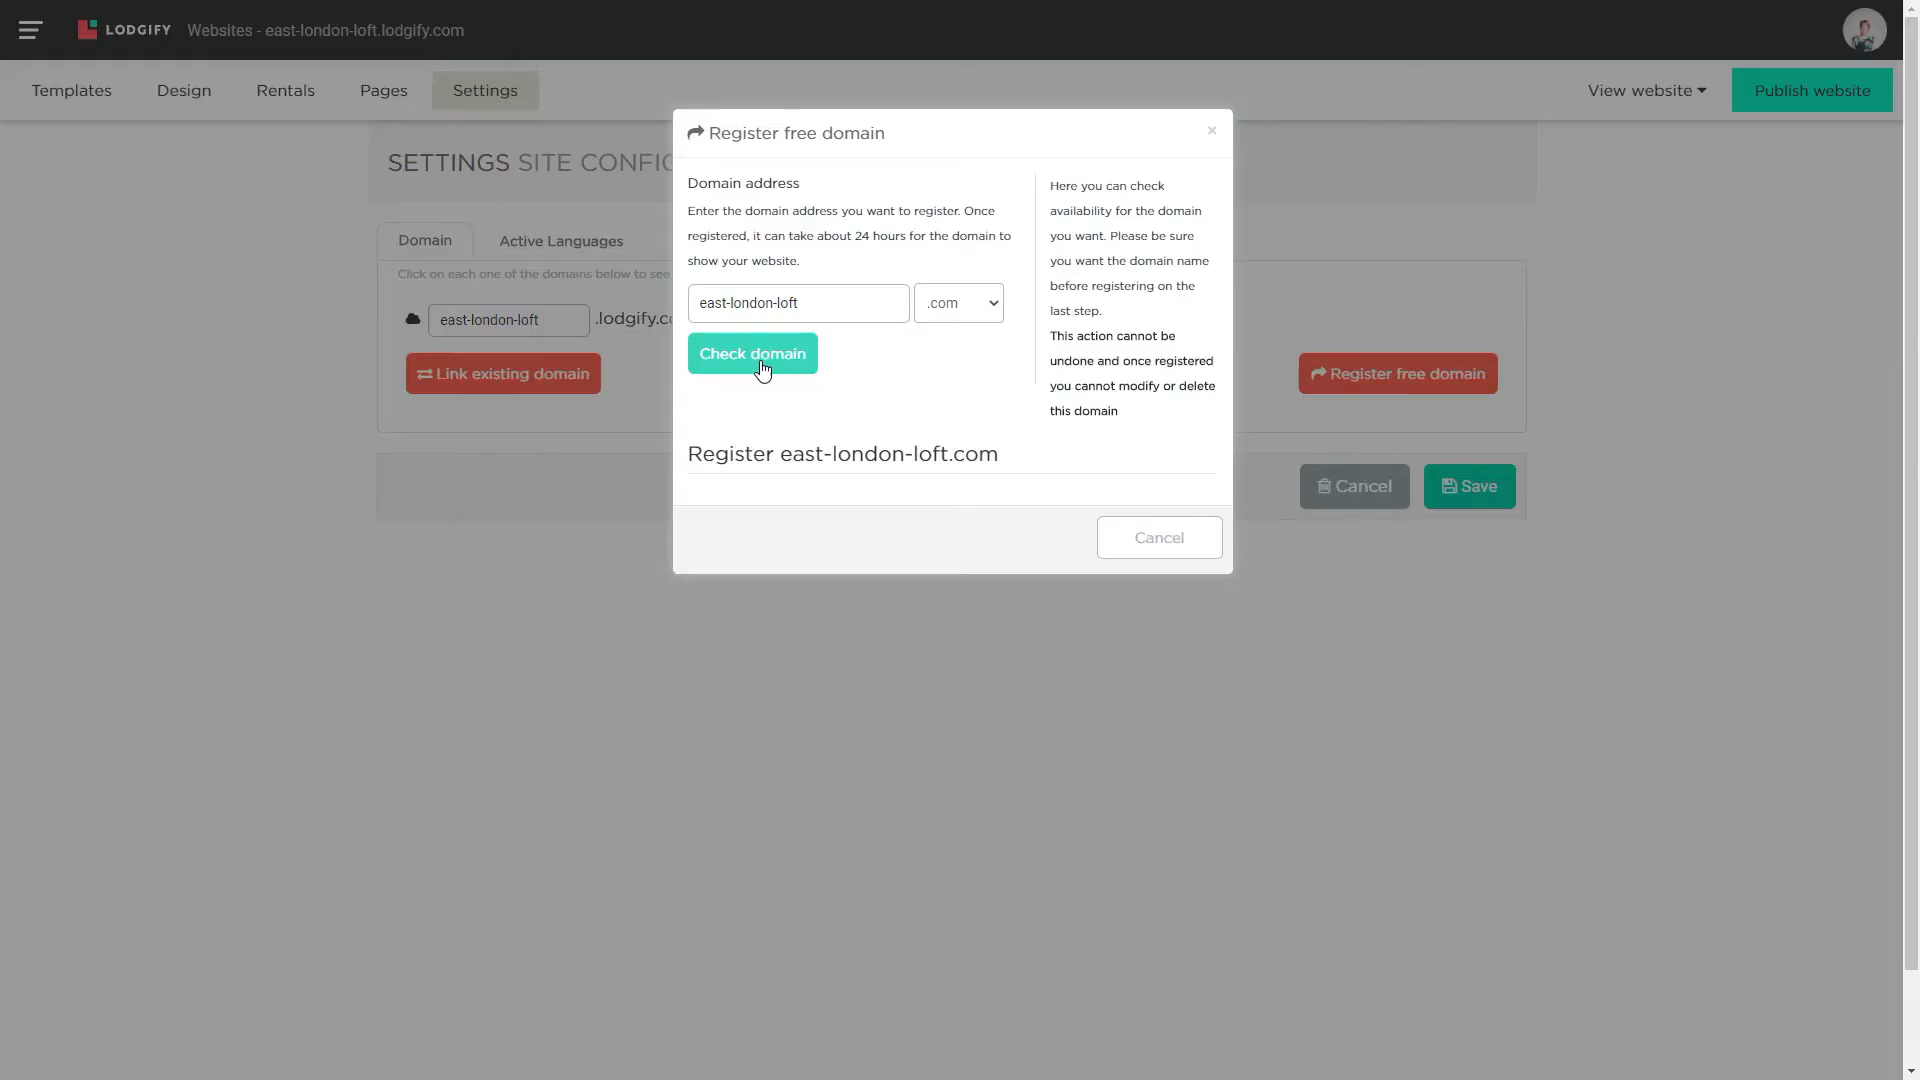 LODGIFY Websites - east-london-loft.lodgify.com
Templates Design Rentals Pages Settings View website Publish website
Register free domain ×
SETTINGS SITE CONFIG
Domain address
Enter the domain address you want to register. Once
registered, it can take about 24 hours for the domain to
show your website.
east-london-loft .com
Check domain
Here you can check
availability for the domain
you want. Please be sure
you want the domain name
before registering on the
last step.
This action cannot be
undone and once registered
you cannot modify or delete
this domain
Register east-london-loft.com
Cancel
Domain Active Languages
Click on each one of the domains below to see
east-london-loft .lodgify.co
Link existing domain
Register free domain
Cancel Save